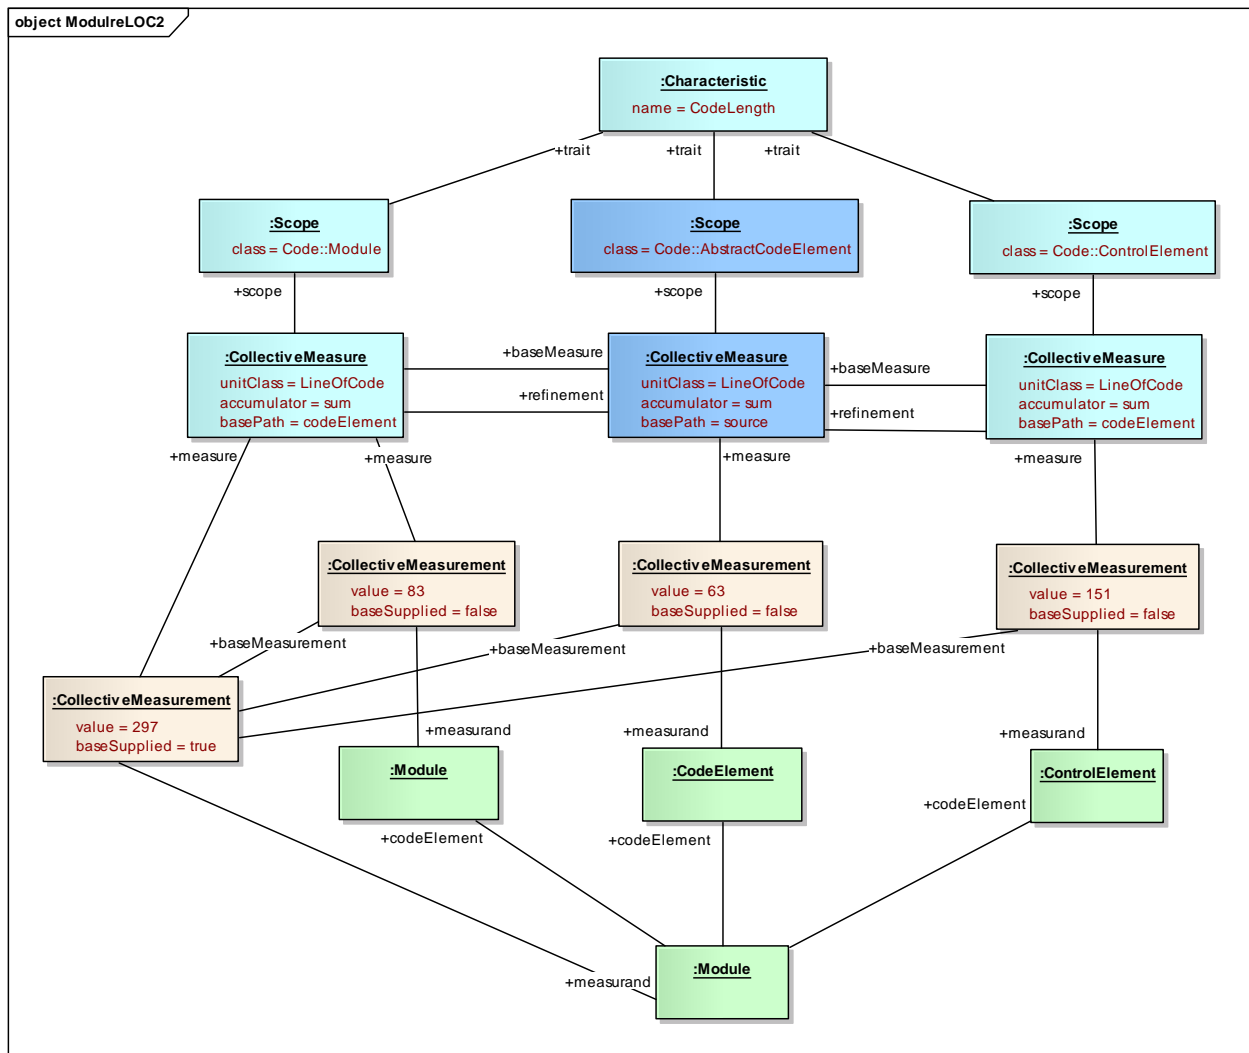 object ModulreLOC2
:Characteristic
name = CodeLength
+trait
+trait
+trait
:Scope
class = Code::Module
:Scope
class = Code::AbstractCodeElement
:Scope
class = Code::ControlElement
+scope
+scope
+scope
:CollectiveMeasure
unitClass = LineOfCode
accumulator = sum
basePath = codeElement
+baseMeasure
+refinement
:CollectiveMeasure
unitClass = LineOfCode
accumulator = sum
basePath = source
+baseMeasure
+refinement
:CollectiveMeasure
unitClass = LineOfCode
accumulator = sum
basePath = codeElement
+measure
+measure
+measure
+measure
:CollectiveMeasurement
value = 83
baseSupplied = false
:CollectiveMeasurement
value = 63
baseSupplied = false
:CollectiveMeasurement
value = 151
baseSupplied = false
+baseMeasurement
+baseMeasurement
+baseMeasurement
:CollectiveMeasurement
value = 297
baseSupplied = true
+measurand
+measurand
+measurand
:Module
:CodeElement
:ControlElement
+codeElement
+codeElement
+codeElement
:Module
+measurand